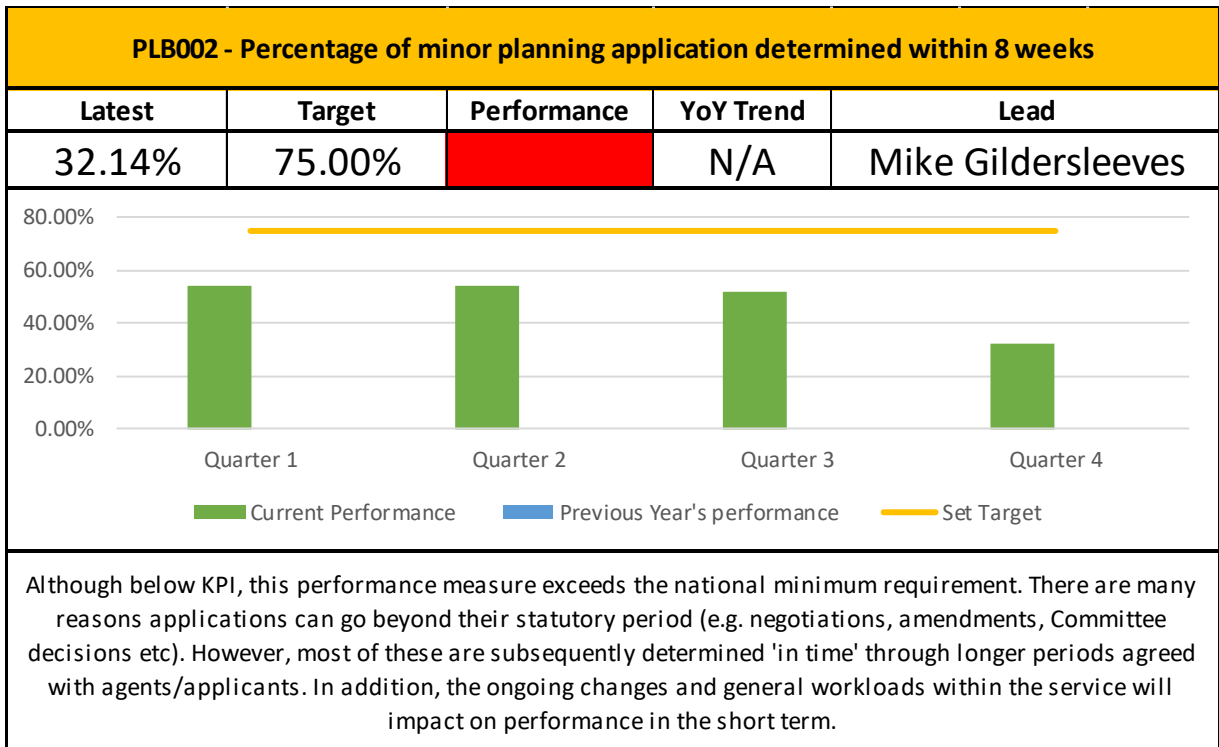 PLB002 - Percentage of minor planning application determined within 8 weeks
Latest Target Performance YoY Trend Lead
32.14% 75.00% N/A Mike Gildersleeves
80.00%
60.00%
40.00%
20.00%
0.00%
Quarter 1 Quarter 2 Quarter 3 Quarter 4
Current Performance Previous Year's performance Set Target
Although below KPI, this performance measure exceeds the national minimum requirement. There are many
reasons applications can go beyond their statutory period (e.g. negotiations, amendments, Committee
decisions etc). However, most of these are subsequently determined 'in time' through longer periods agreed
with agents/applicants. In addition, the ongoing changes and general workloads within the service will
impact on performance in the short term.